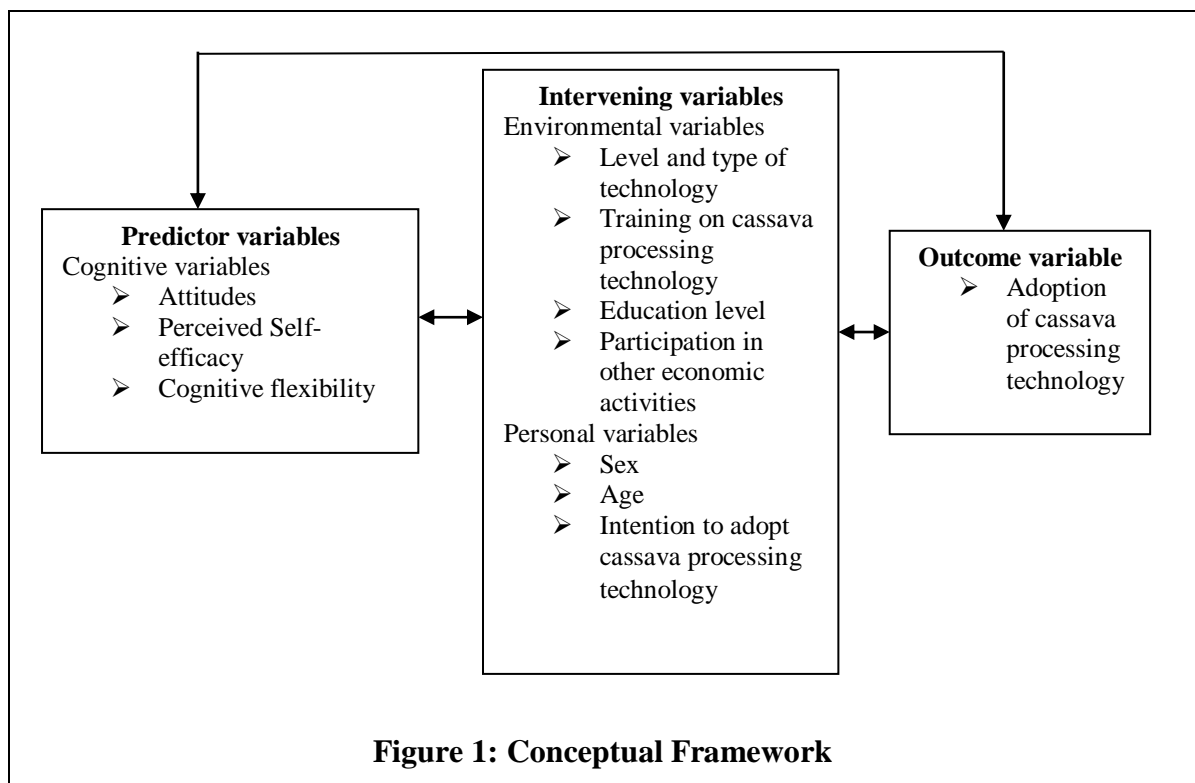 Predictor variables
Cognitive variables
➢ Attitudes
➢ Perceived Self-
efficacy
➢ Cognitive flexibility
Intervening variables
Environmental variables
➢ Level and type of
technology
➢ Training on cassava
processing
technology
➢ Education level
➢ Participation in
other economic
activities
Personal variables
➢ Sex
➢ Age
➢ Intention to adopt
cassava processing
technology
Outcome variable
➢ Adoption
of cassava
processing
technology
Figure 1: Conceptual Framework